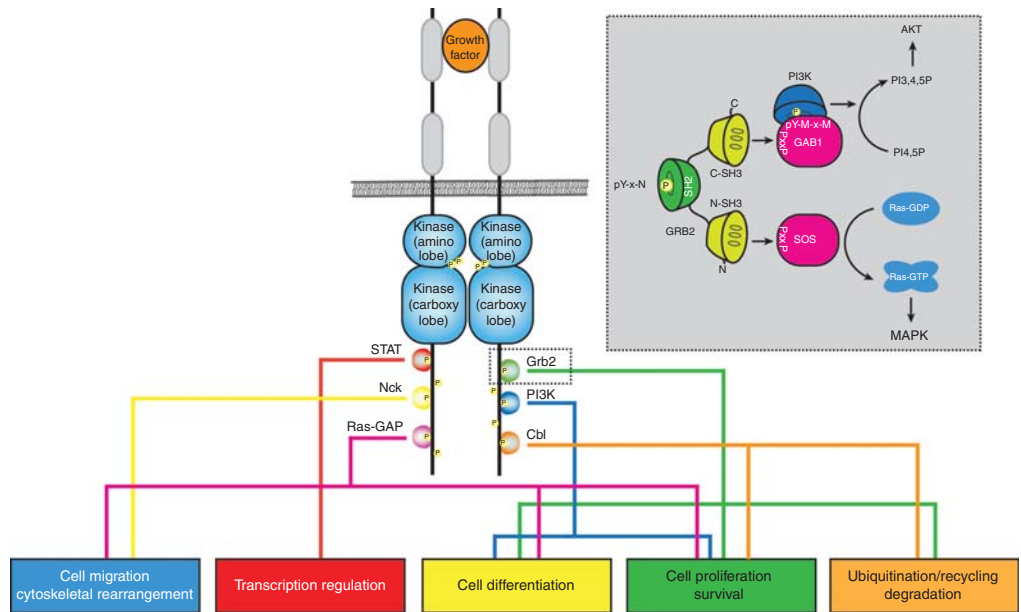 Growth
factor
Kinase
(amino
lobe)
Kinase
(amino
lobe)
P
P
P
P
Kinase
(carboxy
lobe)
Kinase
(carboxy
lobe)
STAT
P
Nck
P
P
Ras-GAP
P
P
Grb2
P
P
PI3K
P
P
Cbl
P
AKT
PI3K
PI3,4,5P
P
C
pY-M-x-M
PxxP
GAB1
PI4,5P
C-SH3
pY-x-N
P
SH2
N-SH3
GRB2
N
PxxP
SOS
Ras-GDP
Ras-GTP
MAPK
Cell migration
cytoskeletal rearrangement
Transcription regulation
Cell differentiation
Cell proliferation
survival
Ubiquitination/recycling
degradation